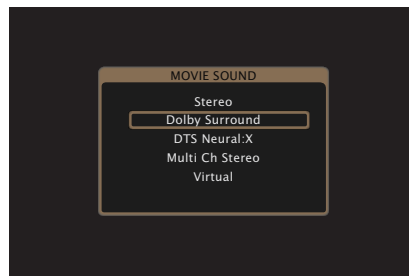 MOVIE SOUND
Stereo
Dolby Surround
DTS Neural:X
Multi Ch Stereo
Virtual